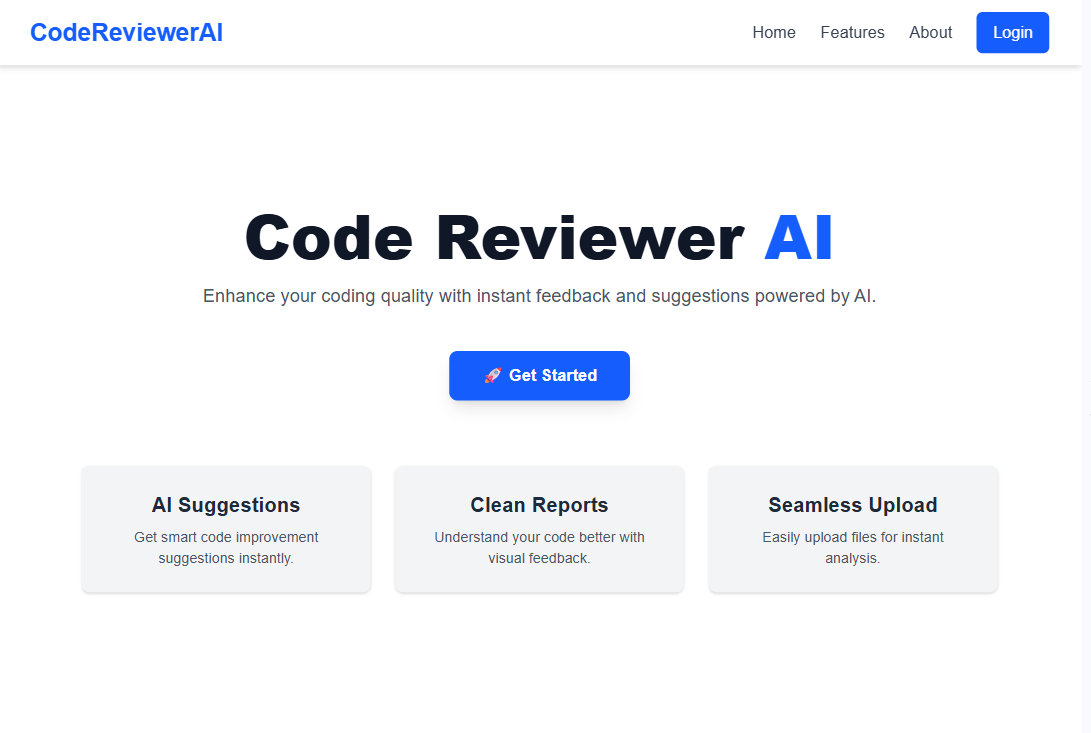 CodeReviewerAI
Home
Features
About
Login
Code Reviewer AI
Enhance your coding quality with instant feedback and suggestions powered by AI.
🚀 Get Started
AI Suggestions
Get smart code improvement
suggestions instantly.
Clean Reports
Understand your code better with
visual feedback.
Seamless Upload
Easily upload files for instant
analysis.